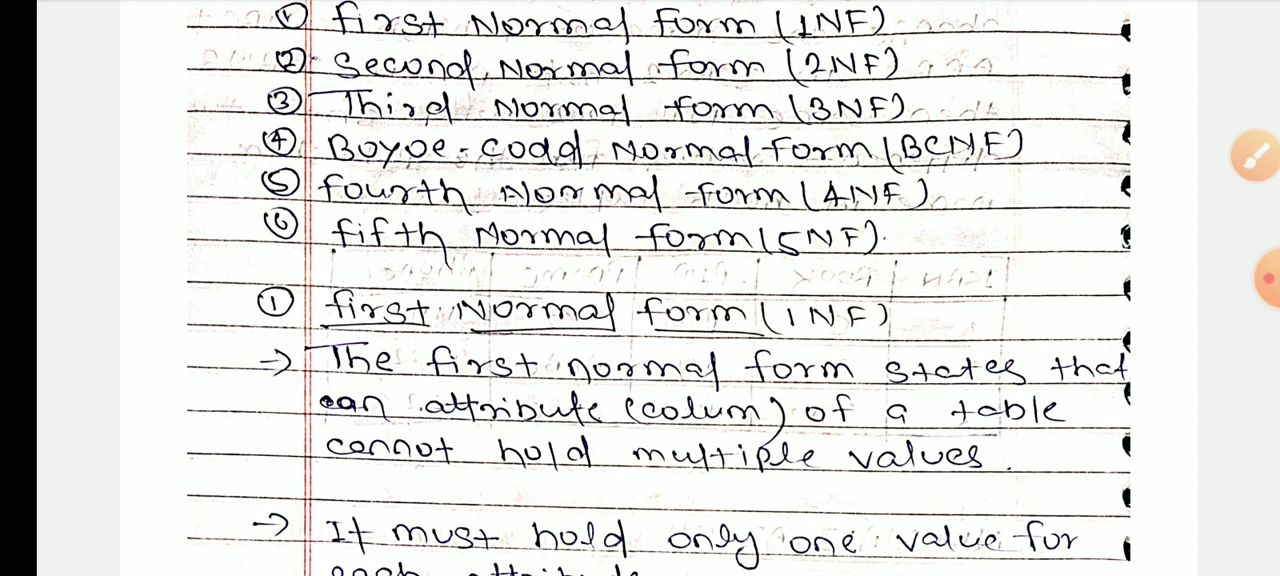 ① first Normal Form (1NF)
② Second Normal form (2NF)
③ Third Normal form (3NF)
④ Boyoe-codd Normal Form (BCNF)
⑤ fourth Normal form (4NF)
⑥ fifth Normal form (5NF).
① first Normal form (1NF)
→ The first normal form states that
an attribute (colum) of a table
cannot hold multiple values.
→ It must hold only one value for
each attribute